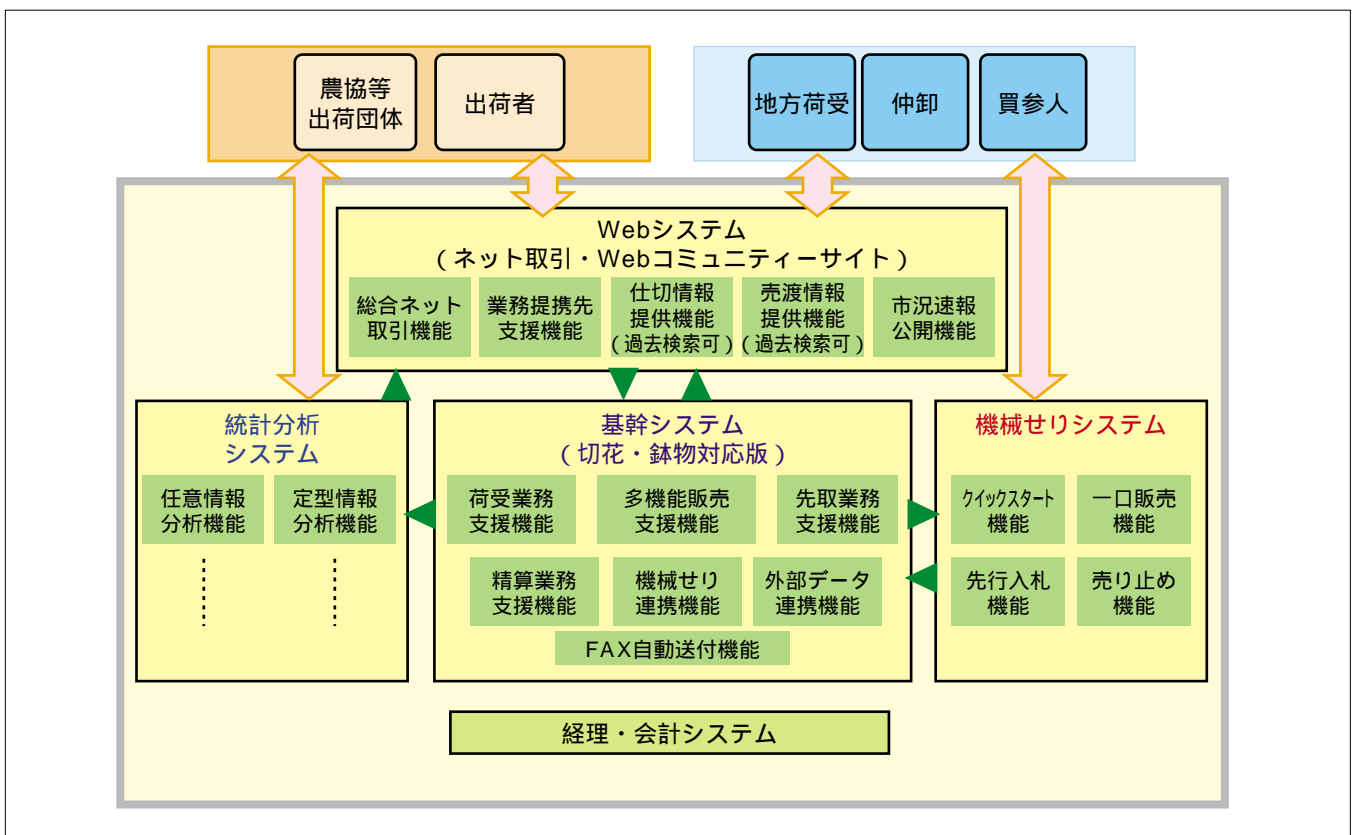 農協等
出荷団体
出荷者
地方荷受
仲卸
買参人
Webシステム
(ネット取引・Webコミュニティーサイト)
総合ネット
取引機能
業務提携先
支援機能
仕切情報
提供機能
(過去検索可)
売渡情報
提供機能
(過去検索可)
市況速報
公開機能
統計分析
システム
任意情報
分析機能
定型情報
分析機能
基幹システム
(切花・鉢物対応版)
荷受業務
支援機能
多機能販売
支援機能
先取業務
支援機能
精算業務
支援機能
機械せり
連携機能
外部データ
連携機能
FAX自動送付機能
機械せりシステム
クイックスタート
機能
一口販売
機能
先行入札
機能
売り止め
機能
経理・会計システム